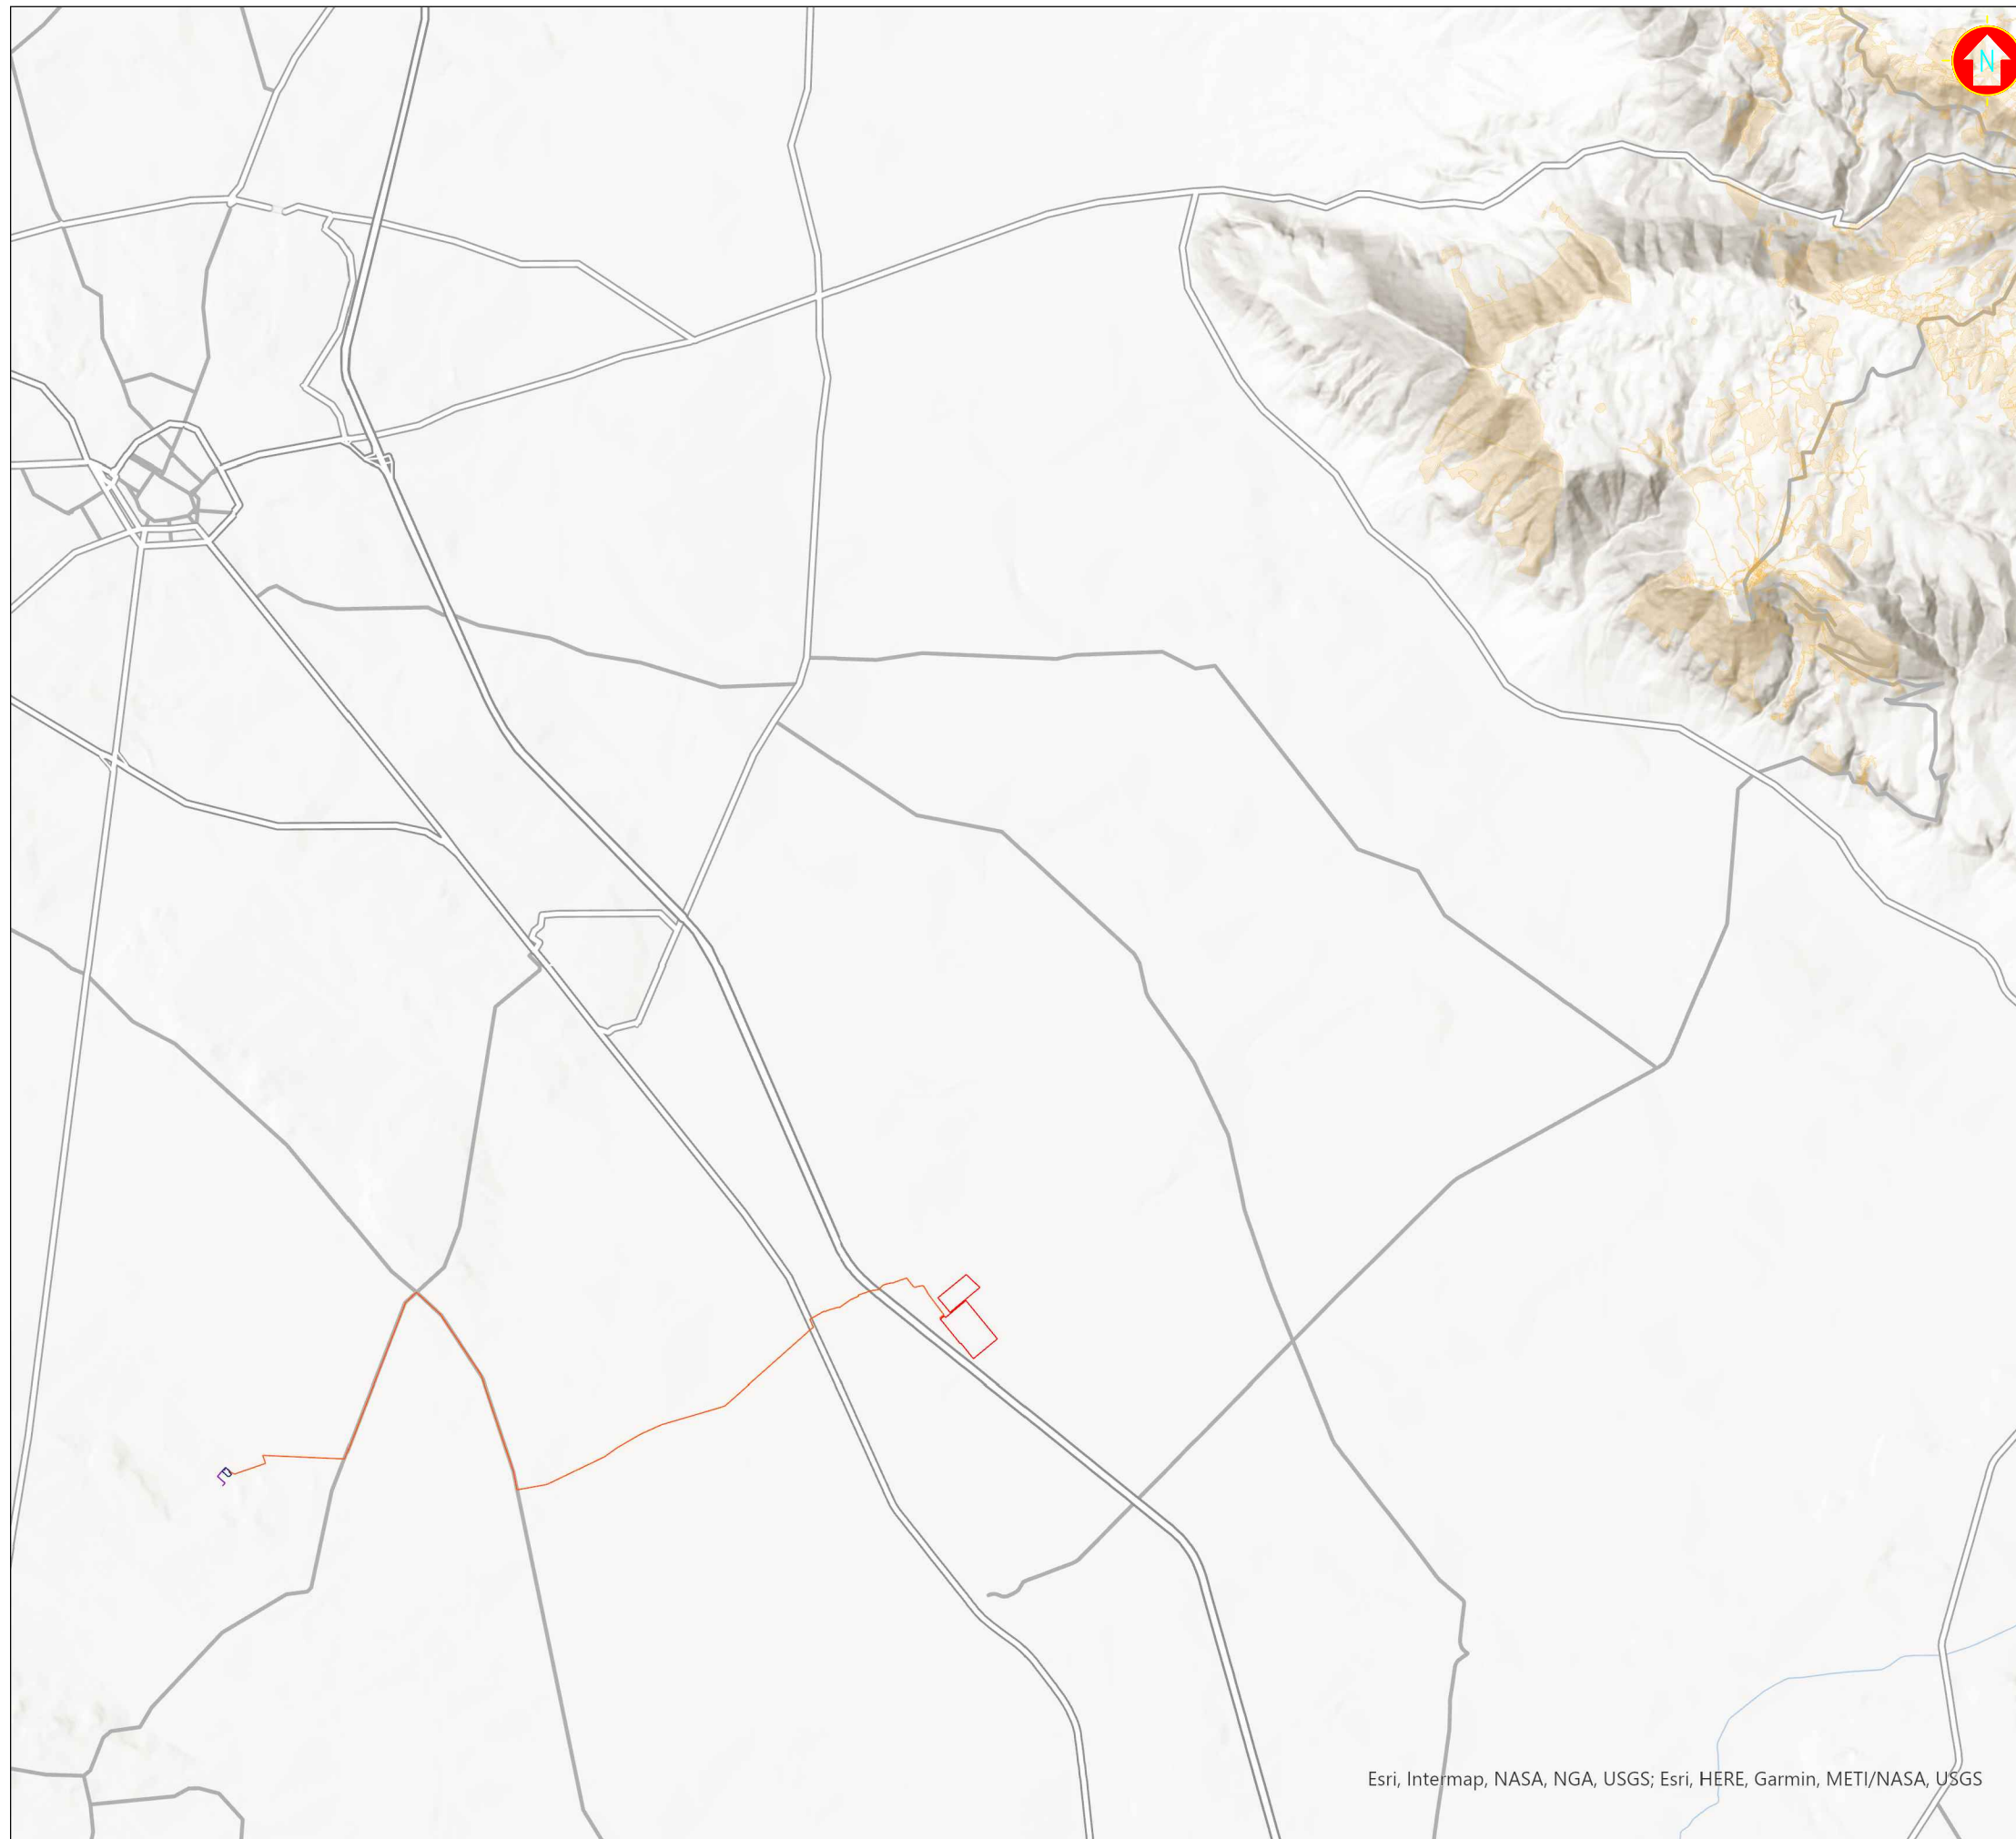 N
Esri, Intermap, NASA, NGA, USGS; Esri, HERE, Garmin, METI/NASA, USGS